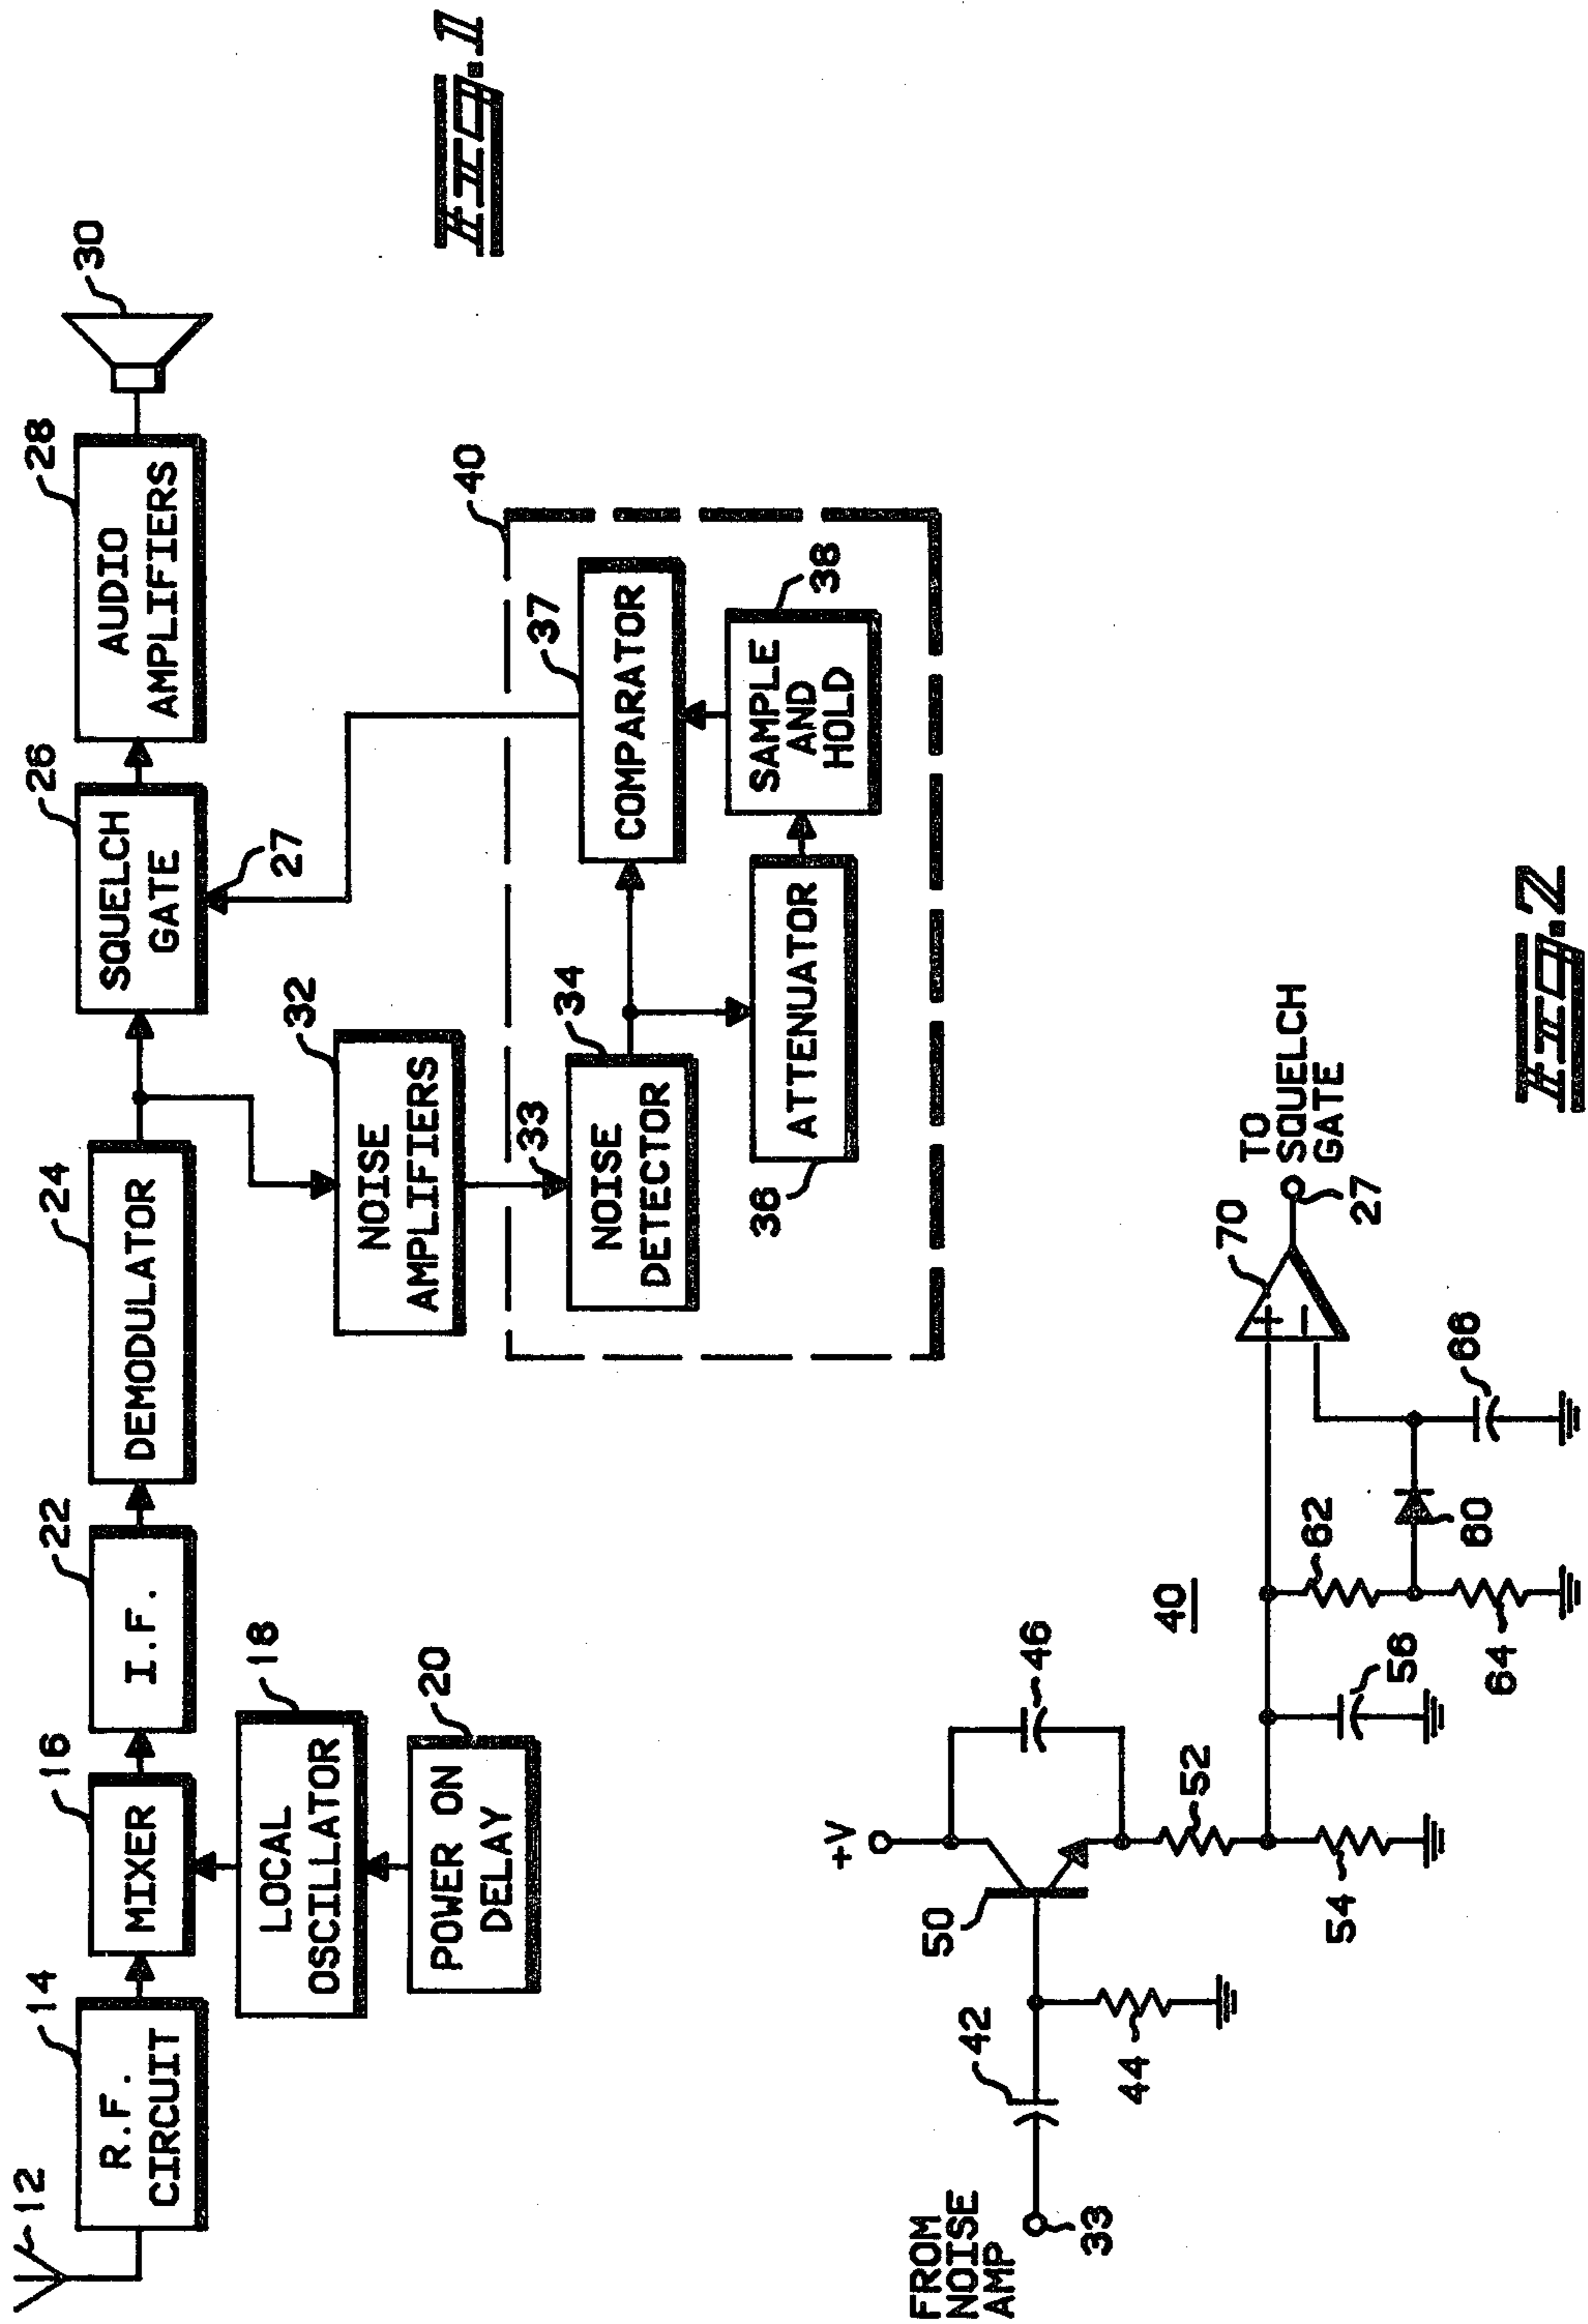 12
14
R.F.
CIRCUIT
16
MIXER
22
I.F.
24
DEMODULATOR
26
SQUELCH
GATE
27
28
AUDIO
AMPLIFIERS
30
18
LOCAL
OSCILLATOR
20
POWER ON
DELAY
32
NOISE
AMPLIFIERS
33
40
34
NOISE
DETECTOR
37
COMPARATOR
36
ATTENUATOR
38
SAMPLE
AND
HOLD
FIG.1
FROM
NOISE
AMP
33
42
44
50
+V
46
52
54
56
40
62
64
60
66
70
+
−
27
TO
SQUELCH
GATE
FIG.2